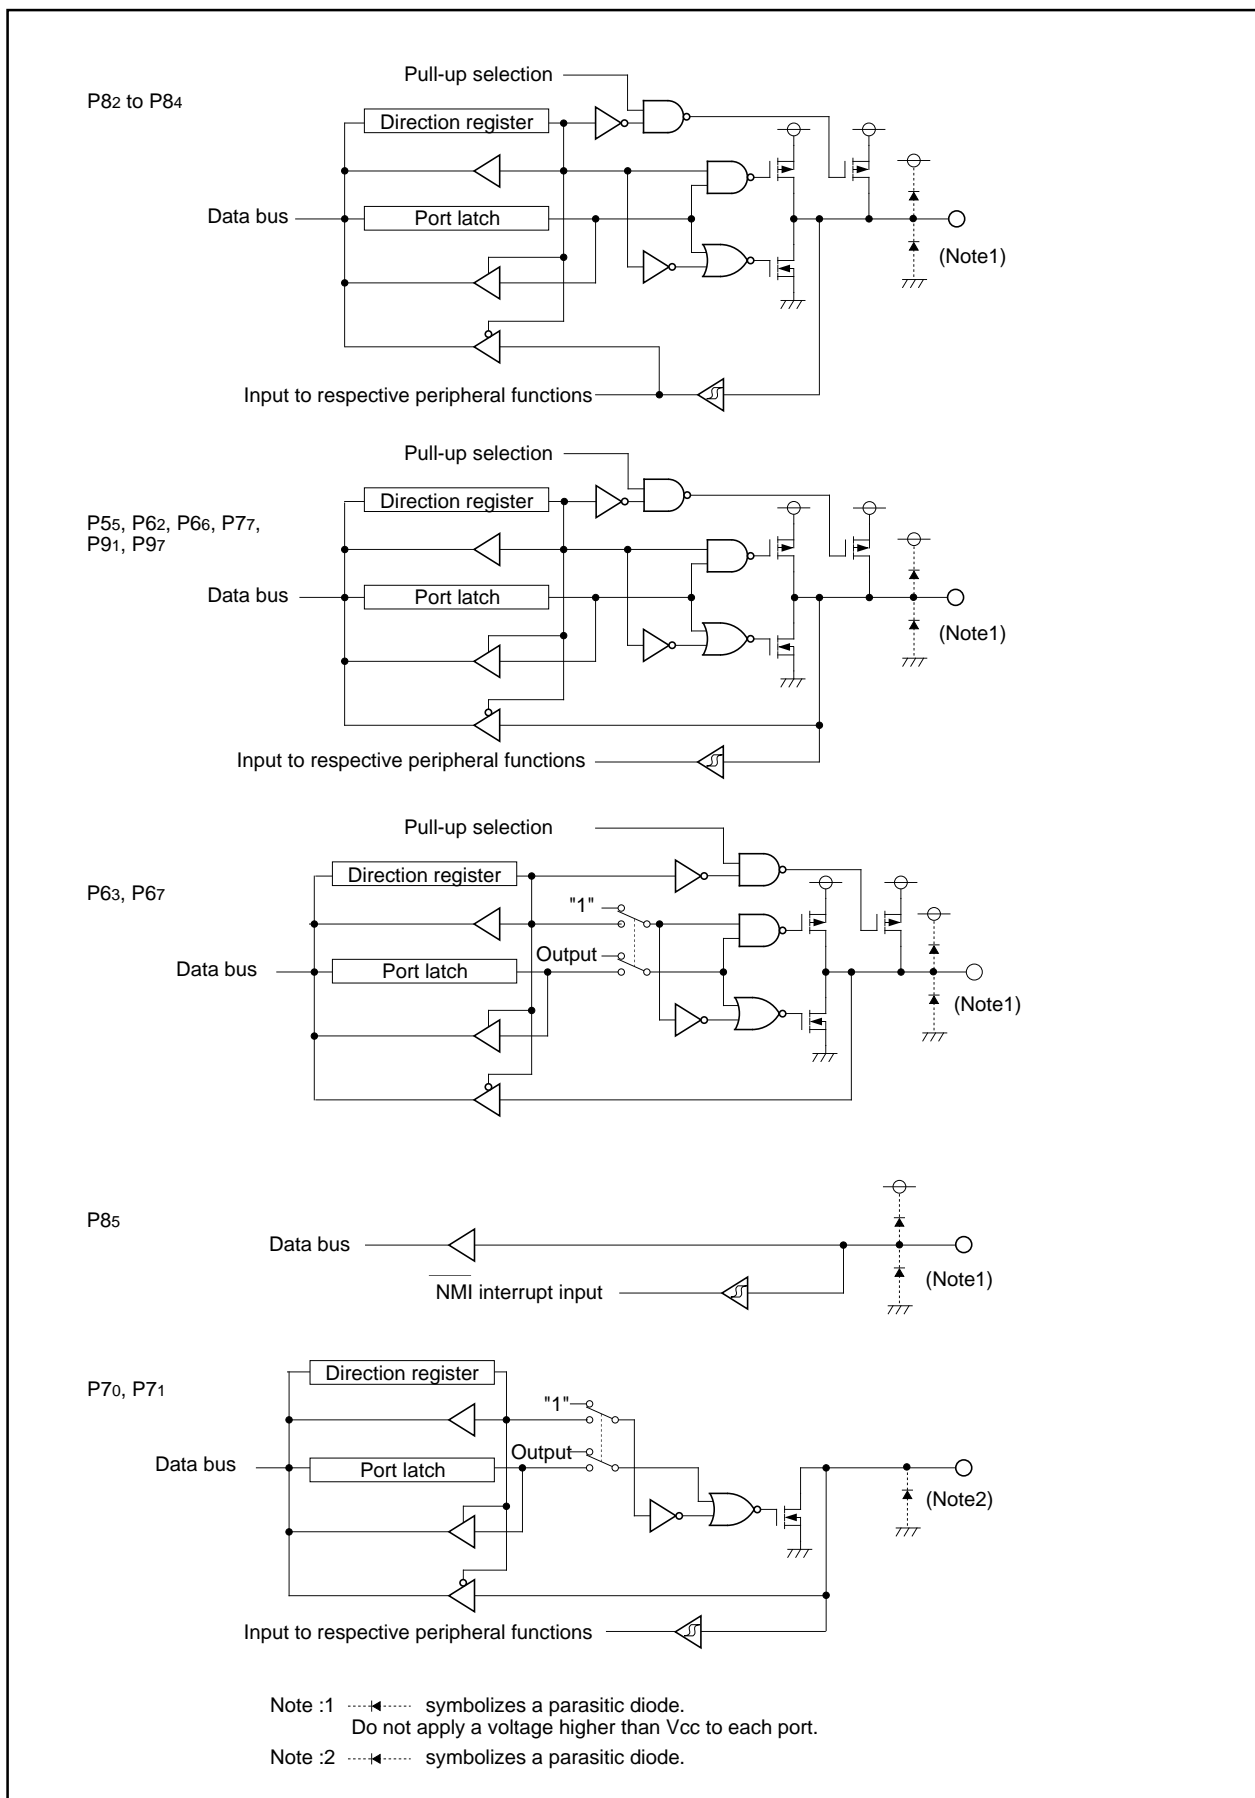 Pull-up selection
P82 to P84
Direction register
Data bus
Port latch
(Note1)
Input to respective peripheral functions
Pull-up selection
Direction register
P55, P62, P66, P77,
P91, P97
Data bus
Port latch
(Note1)
Input to respective peripheral functions
Pull-up selection
Direction register
P63, P67
"1"
Output
Data bus
Port latch
(Note1)
P85
Data bus
(Note1)
NMI interrupt input
Direction register
P70, P71
"1"
Output
Data bus
Port latch
(Note2)
Input to respective peripheral functions
Note :1 symbolizes a parasitic diode.
Do not apply a voltage higher than Vcc to each port.
Note :2 symbolizes a parasitic diode.